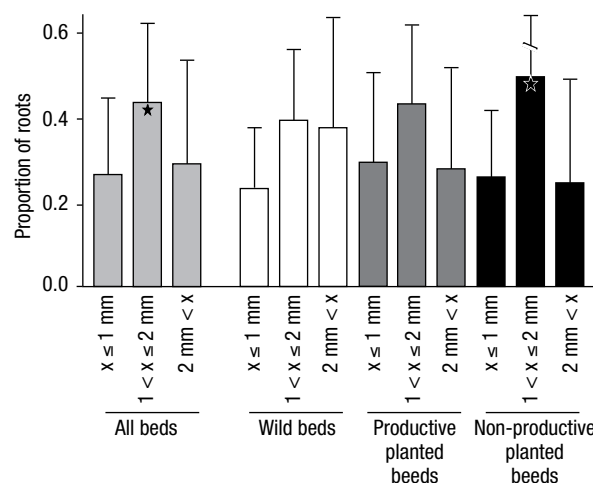 Proportion of roots
0.6
0.4
0.2
0.0
x ≤ 1 mm
1 < x ≤ 2 mm
2 mm < x
x ≤ 1 mm
1 < x ≤ 2 mm
2 mm < x
x ≤ 1 mm
1 < x ≤ 2 mm
2 mm < x
x ≤ 1 mm
1 < x ≤ 2 mm
2 mm < x
All beds
Wild beds
Productive
planted
beeds
Non-productive
planted
beeds